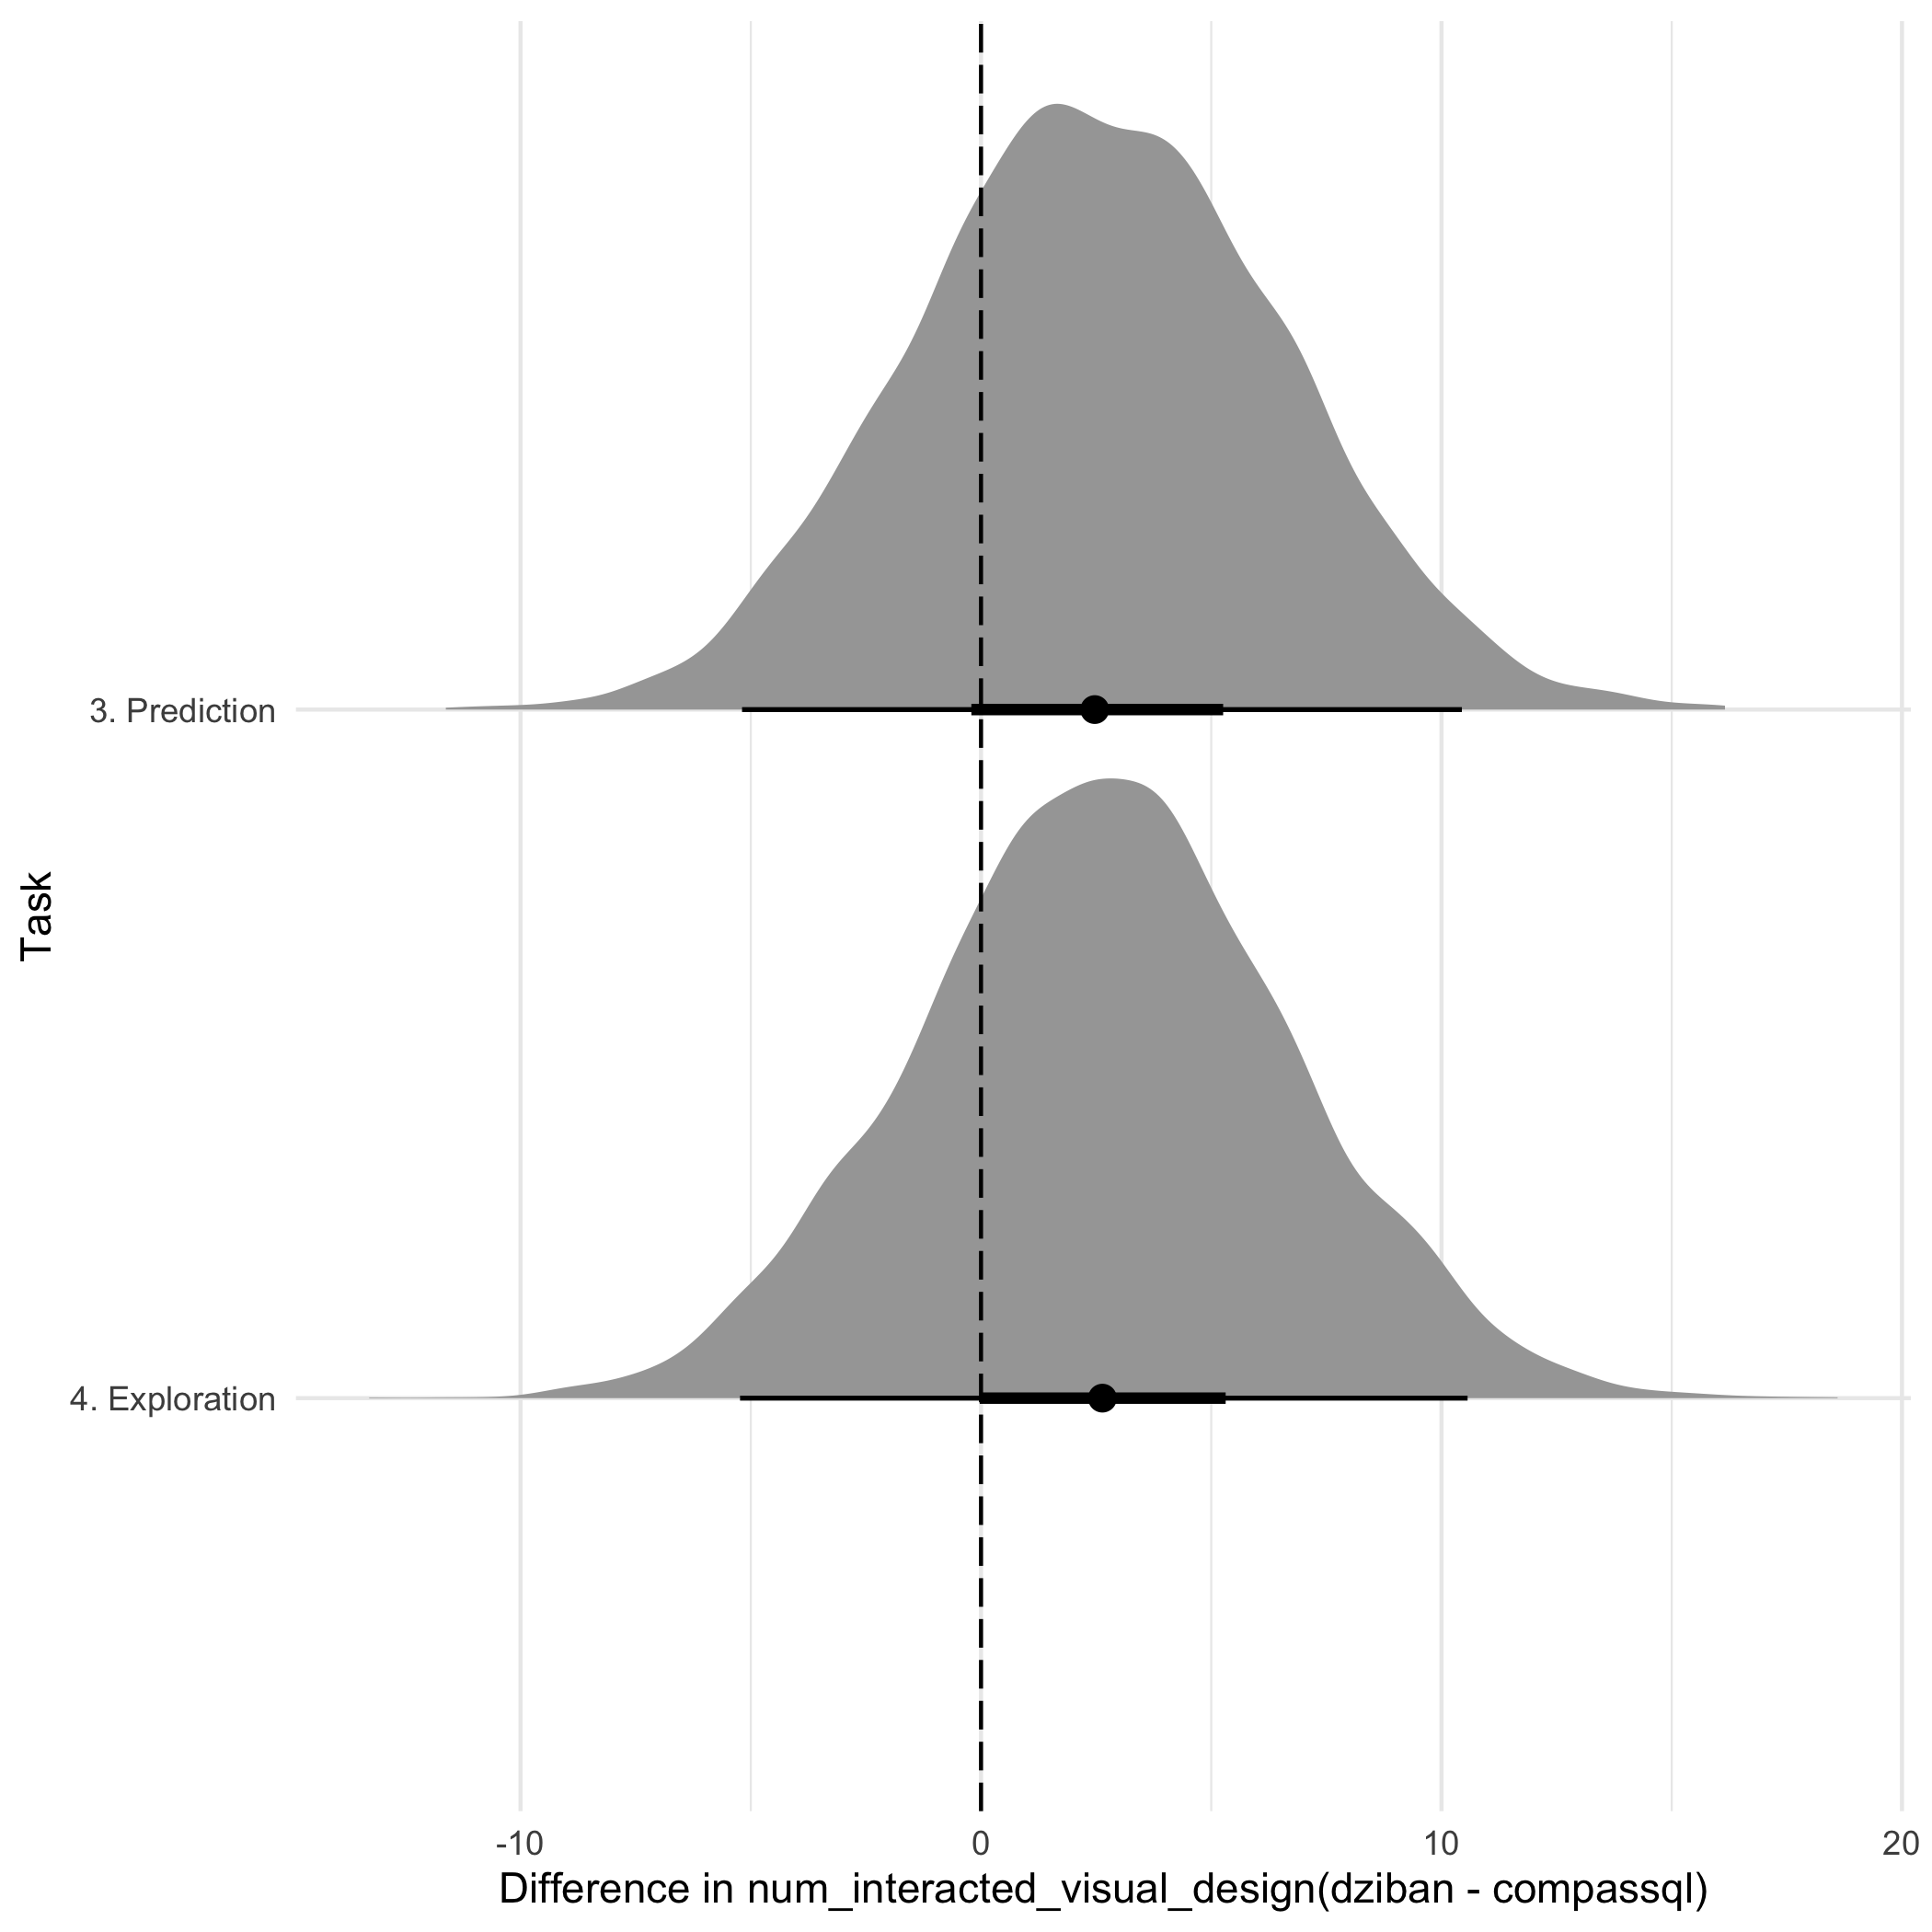 3. Prediction
Task
4. Exploration
-10 0 10 20
Difference in num_interacted_visual_design(dziban - compassql)